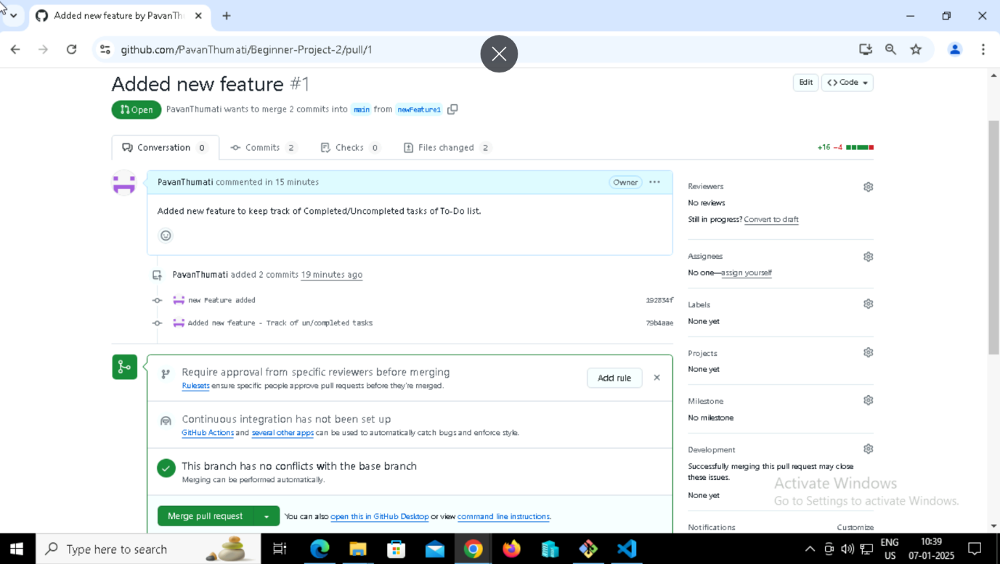 Added new feature by PavanTh
github.com/PavanThumati/Beginner-Project-2/pull/1
Added new feature #1
Edit
Code
Open
PavanThumati wants to merge 2 commits into main from newFeature1
Conversation 0
Commits 2
Checks 0
Files changed 2
+16 −4
PavanThumati commented in 15 minutes
Owner
Added new feature to keep track of Completed/Uncompleted tasks of To-Do list.
PavanThumati added 2 commits 19 minutes ago
new Feature added
192834f
Added new feature - Track of un/completed tasks
79b4aae
Require approval from specific reviewers before merging
Rulesets ensure specific people approve pull requests before they're merged.
Add rule
Continuous integration has not been set up
GitHub Actions and several other apps can be used to automatically catch bugs and enforce style.
This branch has no conflicts with the base branch
Merging can be performed automatically.
Merge pull request
You can also open this in GitHub Desktop or view command line instructions.
Reviewers
No reviews
Still in progress? Convert to draft
Assignees
No one—assign yourself
Labels
None yet
Projects
None yet
Milestone
No milestone
Development
Successfully merging this pull request may close
these issues.
None yet
Notifications
Customize
Activate Windows
Go to Settings to activate Windows.
Type here to search
ENG
US
10:39
07-01-2025